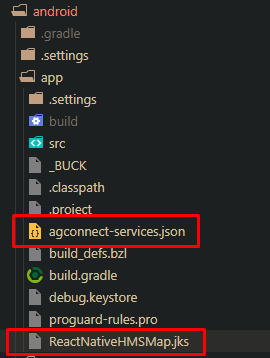 android
.gradle
.settings
app
.settings
build
src
_BUCK
.classpath
.project
agconnect-services.json
build_defs.bzl
build.gradle
debug.keystore
proguard-rules.pro
ReactNativeHMSMap.jks